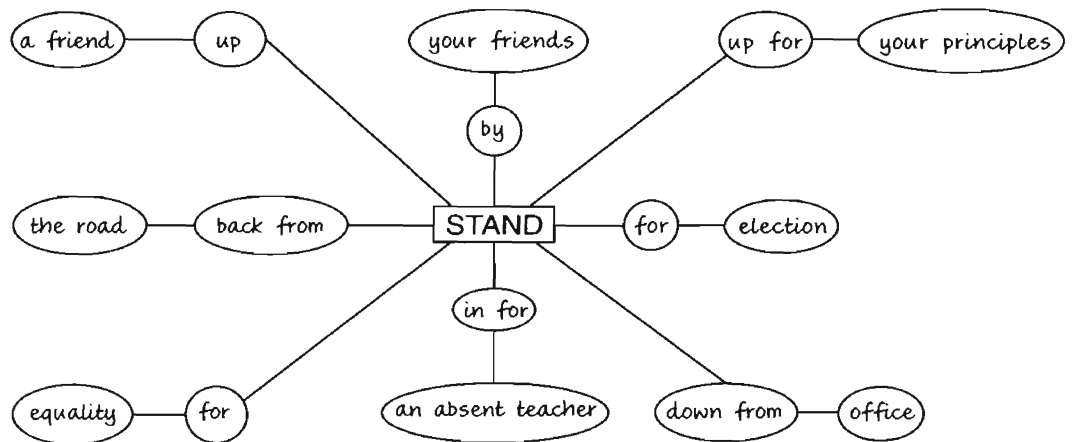 a friend up your friends up for your principles
by
the road back from STAND for election
in for
equality for an absent teacher down from office